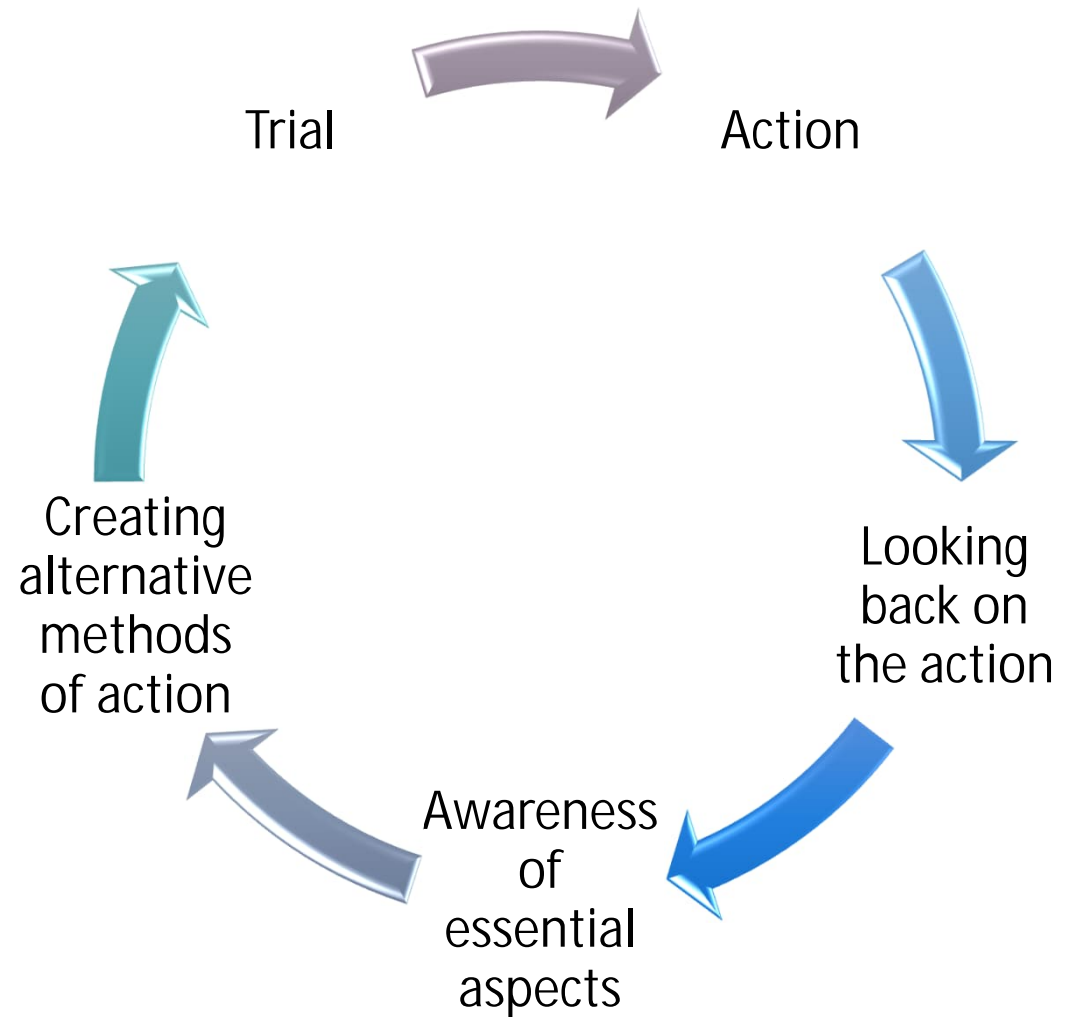 Trial
Action
Looking
back on
the action
Awareness
of
essential
aspects
Creating
alternative
methods
of action